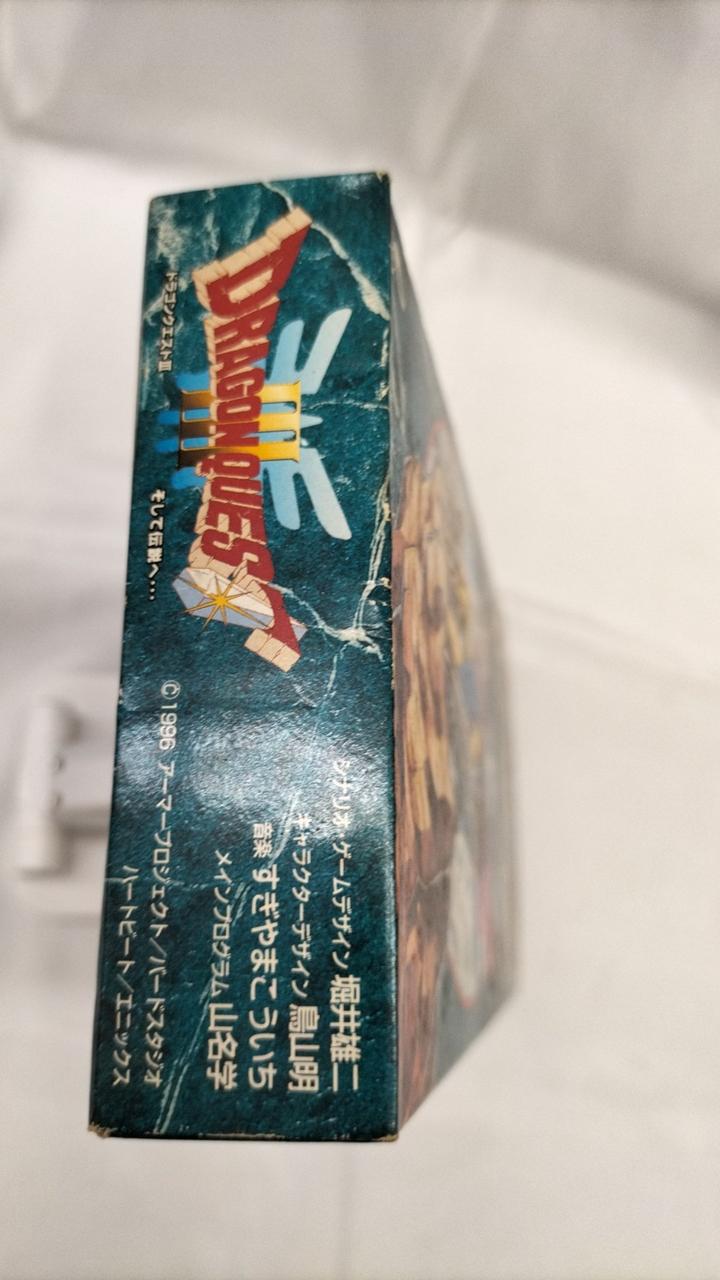 ドラゴンクエストⅢ
DRAGON QUEST
III
そして伝説へ…
シナリオ・ゲームデザイン 堀井雄二
キャラクターデザイン 鳥山明
音楽 すぎやまこういち
メインプログラム 山名学
©1996 アーマープロジェクト/バードスタジオ
ハートビート/エニックス